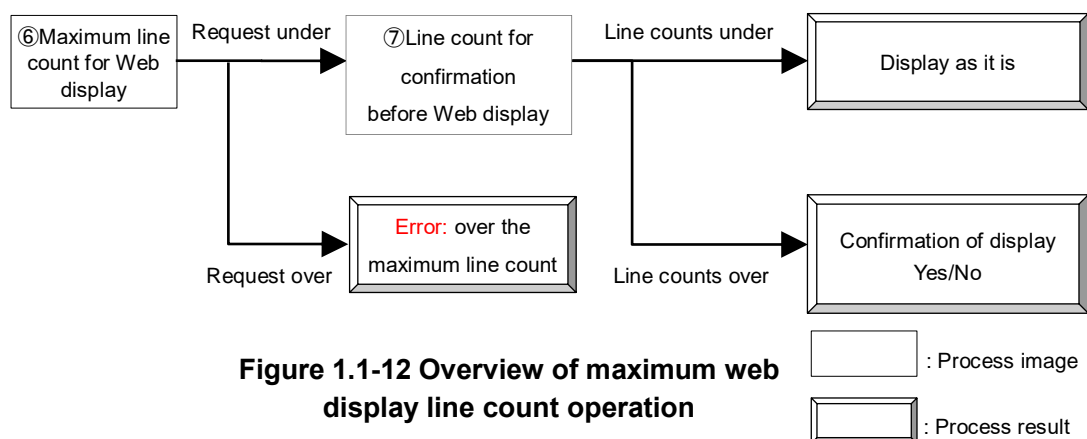 ⑥Maximum line
count for Web
display
Request under
⑦Line count for
confirmation
before Web display
Line counts under
Display as it is
Request over
Error: over the
maximum line count
Line counts over
Confirmation of display
Yes/No
Figure 1.1-12 Overview of maximum web
display line count operation
: Process image
: Process result